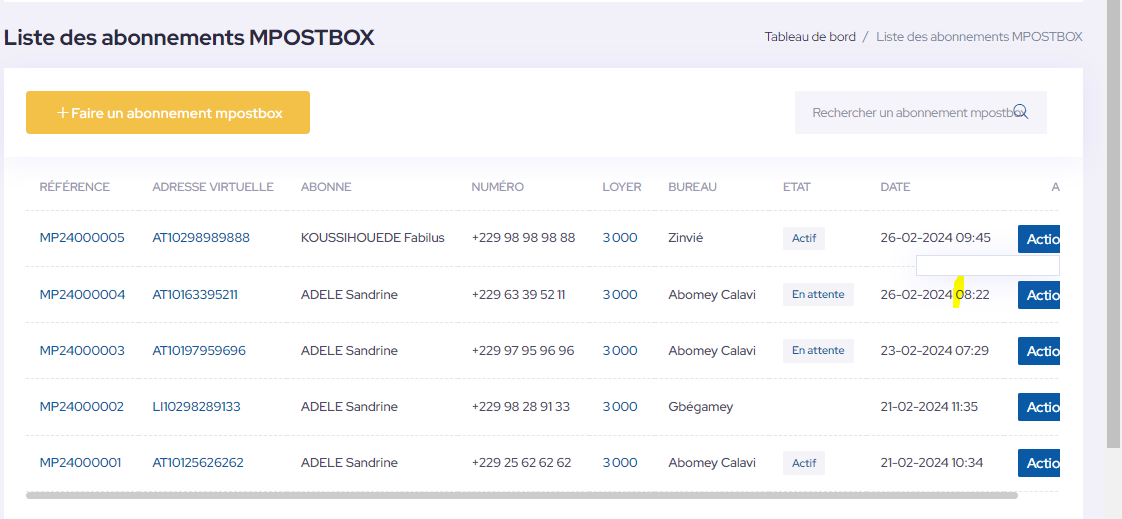 Liste des abonnements MPOSTBOX
Tableau de bord / Liste des abonnements MPOSTBOX
+ Faire un abonnement mpostbox
Rechercher un abonnement mpostbox
RÉFÉRENCE ADRESSE VIRTUELLE ABONNE NUMÉRO LOYER BUREAU ETAT DATE A
MP24000005 AT10298989888 KOUSSIHOUEDE Fabilus +229 98 98 98 88 3 000 Zinvié Actif 26-02-2024 09:45 Actio
MP24000004 AT10163395211 ADELE Sandrine +229 63 39 52 11 3 000 Abomey Calavi En attente 26-02-2024 08:22 Actio
MP24000003 AT10197959696 ADELE Sandrine +229 97 95 96 96 3 000 Abomey Calavi En attente 23-02-2024 07:29 Actio
MP24000002 LI10298289133 ADELE Sandrine +229 98 28 91 33 3 000 Gbégamey 21-02-2024 11:35 Actio
MP24000001 AT10125626262 ADELE Sandrine +229 25 62 62 62 3 000 Abomey Calavi Actif 21-02-2024 10:34 Actio